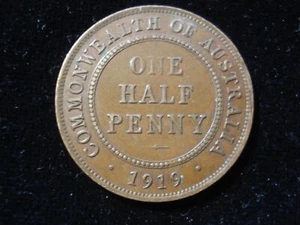 COMMONWEALTH OF AUSTRALIA
ONE
HALF
PENNY
1919